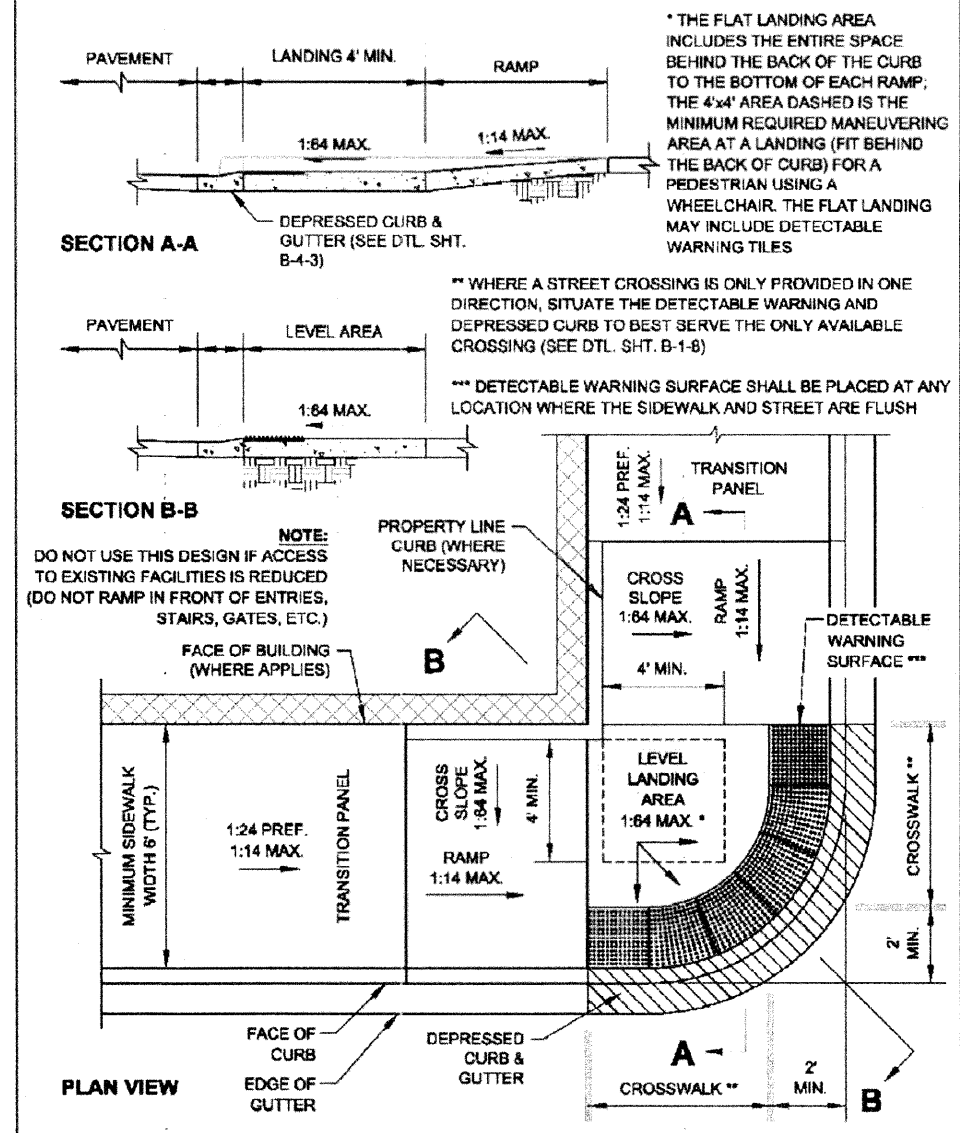 * THE FLAT LANDING AREA
INCLUDES THE ENTIRE SPACE
BEHIND THE BACK OF THE CURB
TO THE BOTTOM OF EACH RAMP;
THE 4'x4' AREA DASHED IS THE
MINIMUM REQUIRED MANEUVERING
AREA AT A LANDING (FIT BEHIND
THE BACK OF CURB) FOR A
PEDESTRIAN USING A
WHEELCHAIR. THE FLAT LANDING
MAY INCLUDE DETECTABLE
WARNING TILES
PAVEMENT
LANDING 4' MIN.
RAMP
1:64 MAX.
1:14 MAX.
DEPRESSED CURB &
GUTTER (SEE DTL. SHT.
B-4-3)
SECTION A-A
** WHERE A STREET CROSSING IS ONLY PROVIDED IN ONE
DIRECTION, SITUATE THE DETECTABLE WARNING AND
DEPRESSED CURB TO BEST SERVE THE ONLY AVAILABLE
CROSSING (SEE DTL. SHT. B-1-8)
*** DETECTABLE WARNING SURFACE SHALL BE PLACED AT ANY
LOCATION WHERE THE SIDEWALK AND STREET ARE FLUSH
PAVEMENT
LEVEL AREA
1:64 MAX.
SECTION B-B
NOTE:
DO NOT USE THIS DESIGN IF ACCESS
TO EXISTING FACILITIES IS REDUCED
(DO NOT RAMP IN FRONT OF ENTRIES,
STAIRS, GATES, ETC.)
FACE OF BUILDING
(WHERE APPLIES)
PROPERTY LINE
CURB (WHERE
NECESSARY)
1:24 PREF.
1:14 MAX.
TRANSITION
PANEL
A
CROSS
SLOPE
1:64 MAX.
RAMP
1:14 MAX.
4' MIN.
DETECTABLE
WARNING
SURFACE ***
B
MINIMUM SIDEWALK
WIDTH 6' (TYP.)
1:24 PREF.
1:14 MAX.
TRANSITION PANEL
CROSS
SLOPE
1:64 MAX.
4' MIN.
RAMP
1:14 MAX.
LEVEL
LANDING
AREA
1:64 MAX. *
CROSSWALK **
2'
MIN.
FACE OF
CURB
EDGE OF
GUTTER
DEPRESSED
CURB &
GUTTER
A
CROSSWALK **
2'
MIN.
B
PLAN VIEW